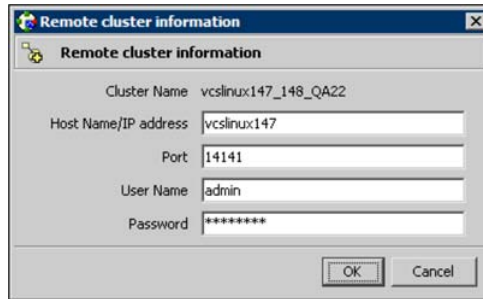 Remote cluster information
Remote cluster information
Cluster Name vcslinux147_148_QA22
Host Name/IP address vcslinux147
Port 14141
User Name admin
Password ********
OK Cancel